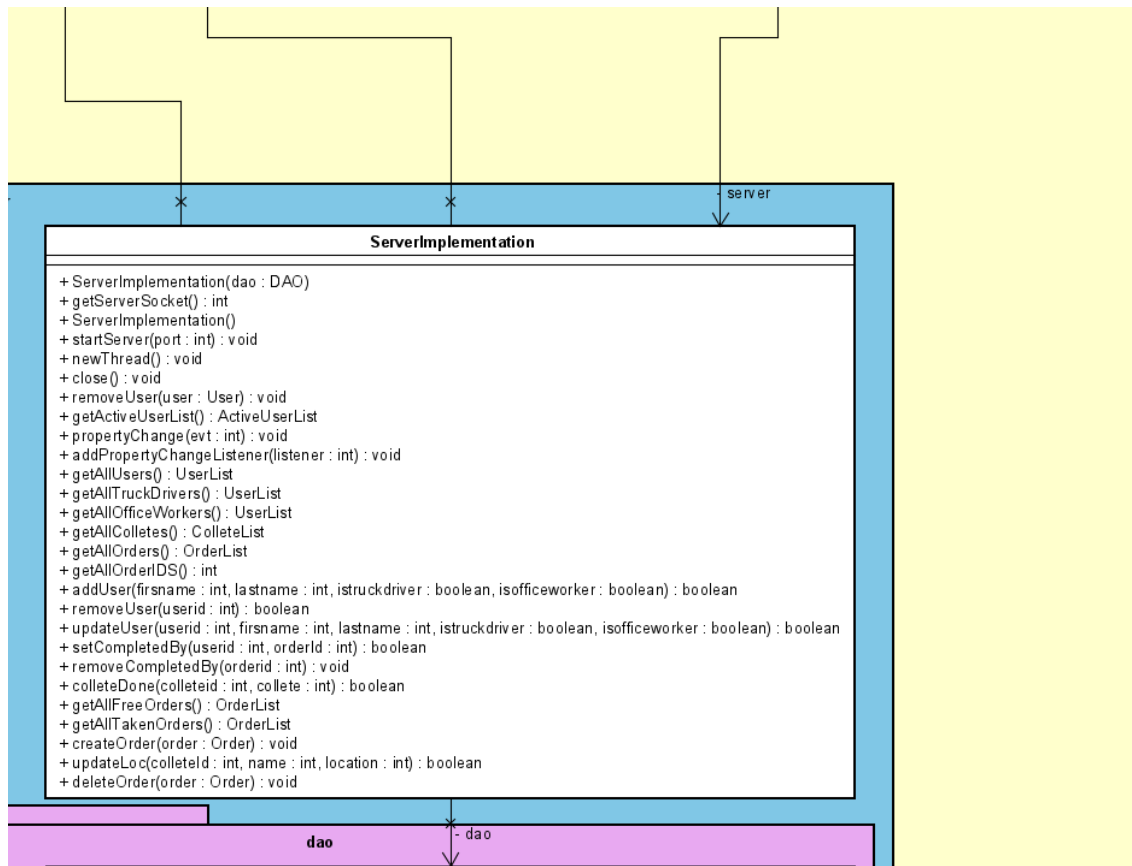 - server
ServerImplementation
+ ServerImplementation(dao : DAO)
+ getServerSocket() : int
+ ServerImplementation()
+ startServer(port : int) : void
+ newThread() : void
+ close() : void
+ removeUser(user : User) : void
+ getActiveUserList() : ActiveUserList
+ propertyChange(evt : int) : void
+ addPropertyChangeListener(listener : int) : void
+ getAllUsers() : UserList
+ getAllTruckDrivers() : UserList
+ getAllOfficeWorkers() : UserList
+ getAllColletes() : ColleteList
+ getAllOrders() : OrderList
+ getAllOrderIDS() : int
+ addUser(firsname : int, lastname : int, istruckdriver : boolean, isofficeworker : boolean) : boolean
+ removeUser(userid : int) : boolean
+ updateUser(userid : int, firsname : int, lastname : int, istruckdriver : boolean, isofficeworker : boolean) : boolean
+ setCompletedBy(userid : int, orderId : int) : boolean
+ removeCompletedBy(orderid : int) : void
+ colleteDone(colleteid : int, collete : int) : boolean
+ getAllFreeOrders() : OrderList
+ getAllTakenOrders() : OrderList
+ createOrder(order : Order) : void
+ updateLoc(colleteId : int, name : int, location : int) : boolean
+ deleteOrder(order : Order) : void
- dao
dao